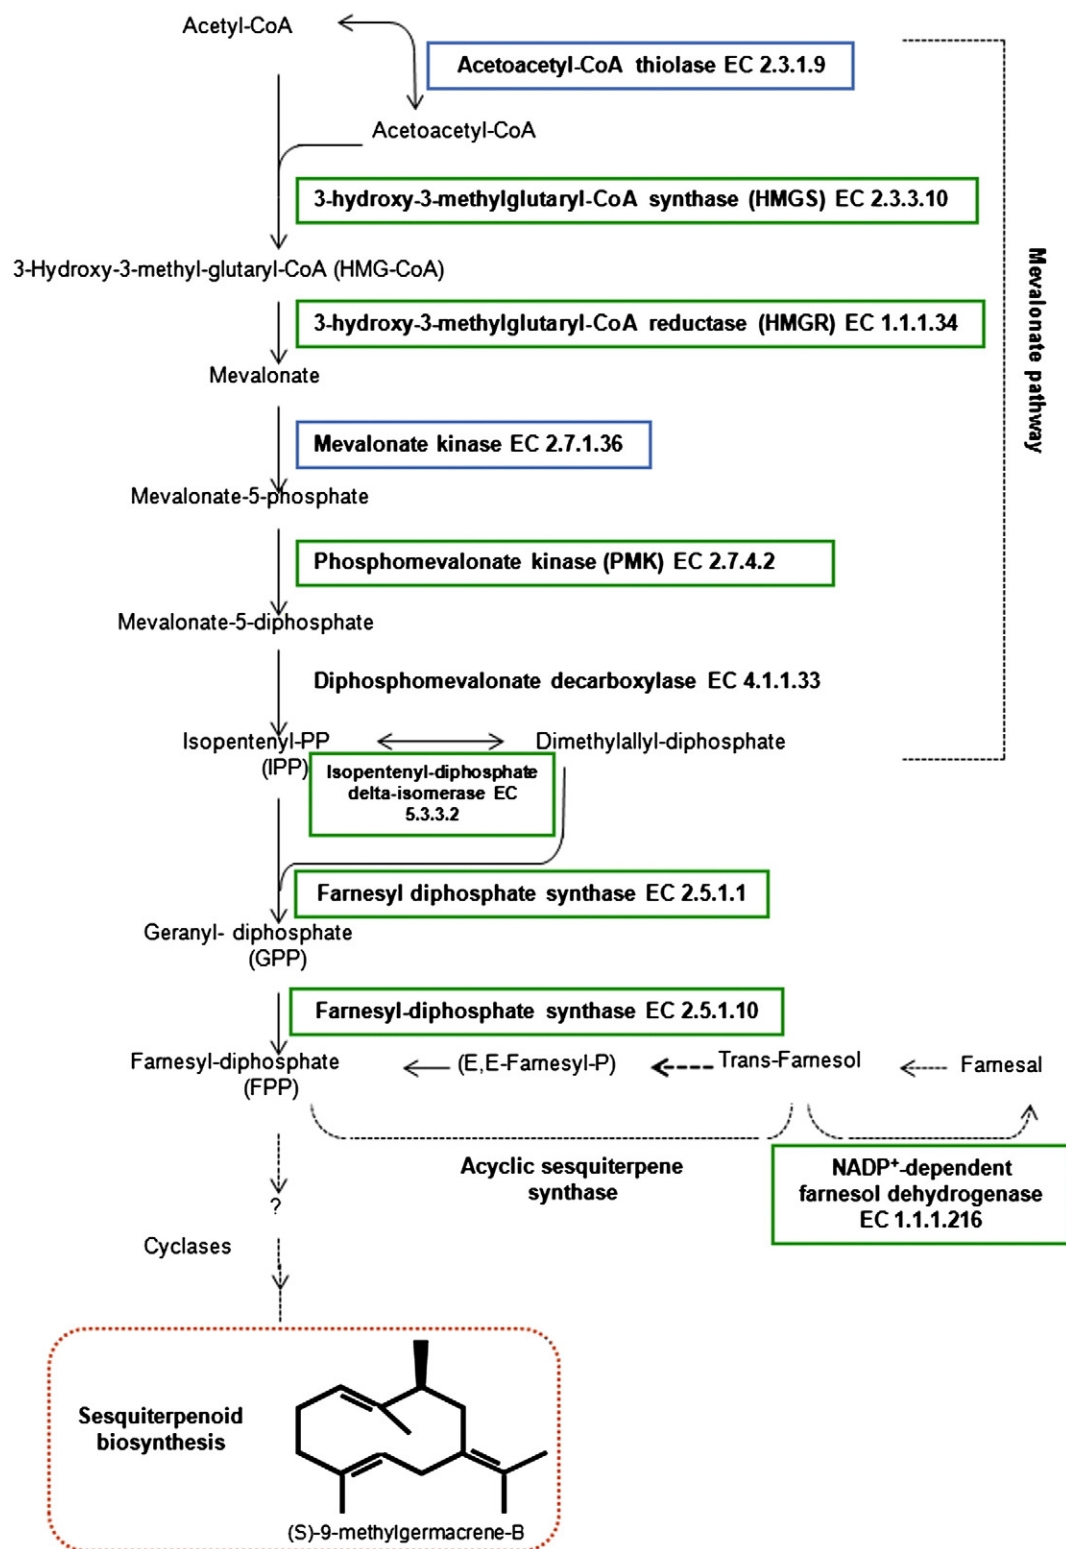 Acetyl-CoA
Acetoacetyl-CoA thiolase EC 2.3.1.9
Acetoacetyl-CoA
3-hydroxy-3-methylglutaryl-CoA synthase (HMGS) EC 2.3.3.10
3-Hydroxy-3-methyl-glutaryl-CoA (HMG-CoA)
3-hydroxy-3-methylglutaryl-CoA reductase (HMGR) EC 1.1.1.34
Mevalonate
Mevalonate pathway
Mevalonate kinase EC 2.7.1.36
Mevalonate-5-phosphate
Phosphomevalonate kinase (PMK) EC 2.7.4.2
Mevalonate-5-diphosphate
Diphosphomevalonate decarboxylase EC 4.1.1.33
Isopentenyl-PP
(IPP)
Dimethylallyl-diphosphate
Isopentenyl-diphosphate
delta-isomerase EC
5.3.3.2
Farnesyl diphosphate synthase EC 2.5.1.1
Geranyl- diphosphate
(GPP)
Farnesyl-diphosphate synthase EC 2.5.1.10
Farnesyl-diphosphate
(FPP)
(E,E-Farnesyl-P)
Trans-Farnesol
Farnesal
Acyclic sesquiterpene
synthase
NADP⁺-dependent
farnesol dehydrogenase
EC 1.1.1.216
?
Cyclases
Sesquiterpenoid
biosynthesis
(S)-9-methylgermacrene-B